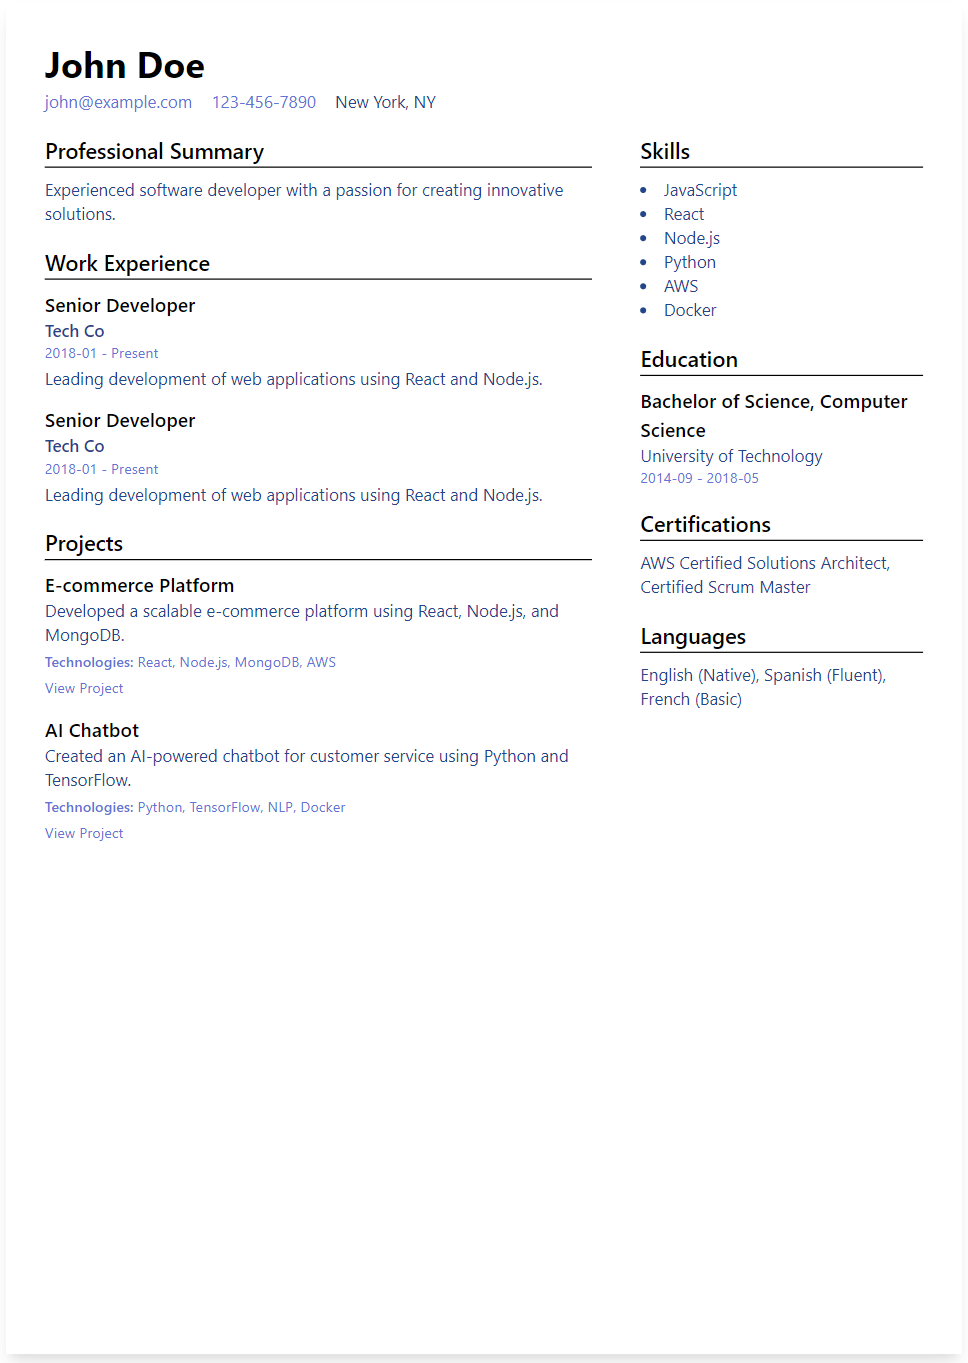 John Doe
john@example.com 123-456-7890 New York, NY
Professional Summary
Experienced software developer with a passion for creating innovative
solutions.
Work Experience
Senior Developer
Tech Co
2018-01 - Present
Leading development of web applications using React and Node.js.
Senior Developer
Tech Co
2018-01 - Present
Leading development of web applications using React and Node.js.
Projects
E-commerce Platform
Developed a scalable e-commerce platform using React, Node.js, and
MongoDB.
Technologies: React, Node.js, MongoDB, AWS
View Project
AI Chatbot
Created an AI-powered chatbot for customer service using Python and
TensorFlow.
Technologies: Python, TensorFlow, NLP, Docker
View Project
Skills
• JavaScript
• React
• Node.js
• Python
• AWS
• Docker
Education
Bachelor of Science, Computer
Science
University of Technology
2014-09 - 2018-05
Certifications
AWS Certified Solutions Architect,
Certified Scrum Master
Languages
English (Native), Spanish (Fluent),
French (Basic)